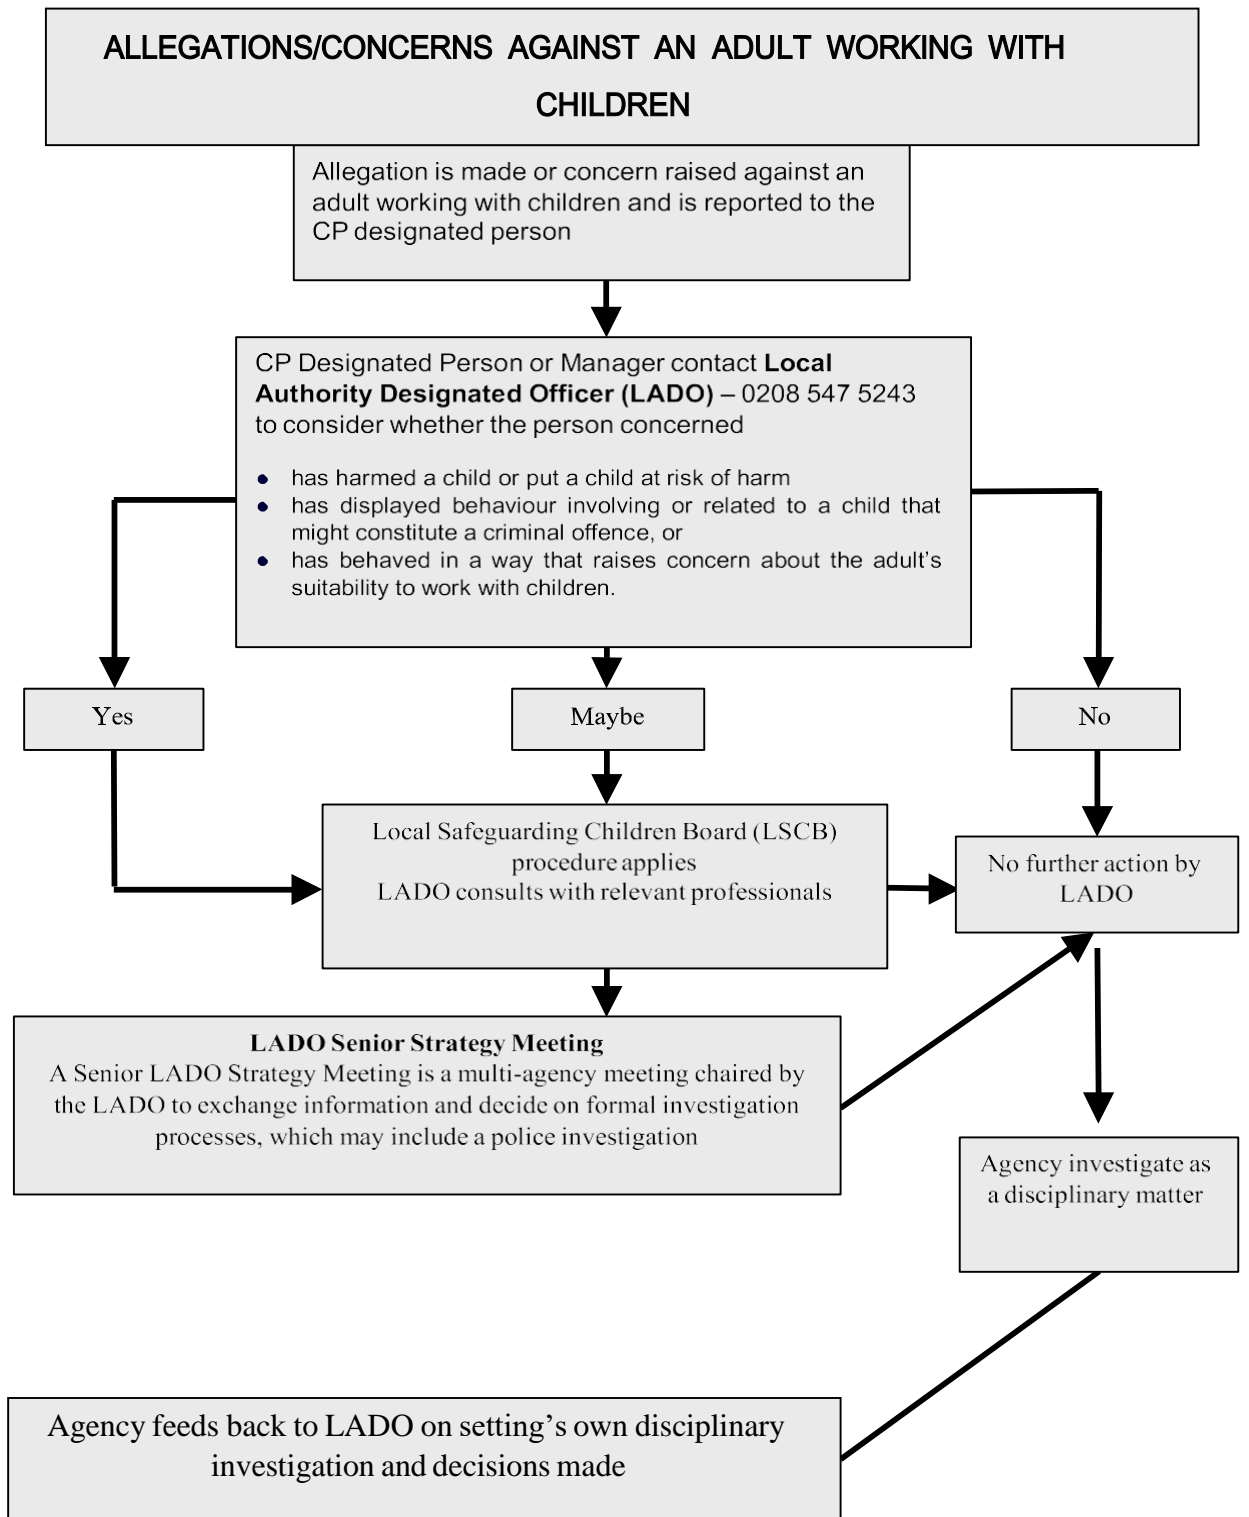 ALLEGATIONS/CONCERNS AGAINST AN ADULT WORKING WITH
CHILDREN
Allegation is made or concern raised against an
adult working with children and is reported to the
CP designated person
CP Designated Person or Manager contact Local
Authority Designated Officer (LADO) – 0208 547 5243
to consider whether the person concerned
• has harmed a child or put a child at risk of harm
• has displayed behaviour involving or related to a child that
might constitute a criminal offence, or
• has behaved in a way that raises concern about the adult's
suitability to work with children.
Yes
Maybe
No
Local Safeguarding Children Board (LSCB)
procedure applies
LADO consults with relevant professionals
No further action by
LADO
LADO Senior Strategy Meeting
A Senior LADO Strategy Meeting is a multi-agency meeting chaired by
the LADO to exchange information and decide on formal investigation
processes, which may include a police investigation
Agency investigate as
a disciplinary matter
Agency feeds back to LADO on setting's own disciplinary
investigation and decisions made